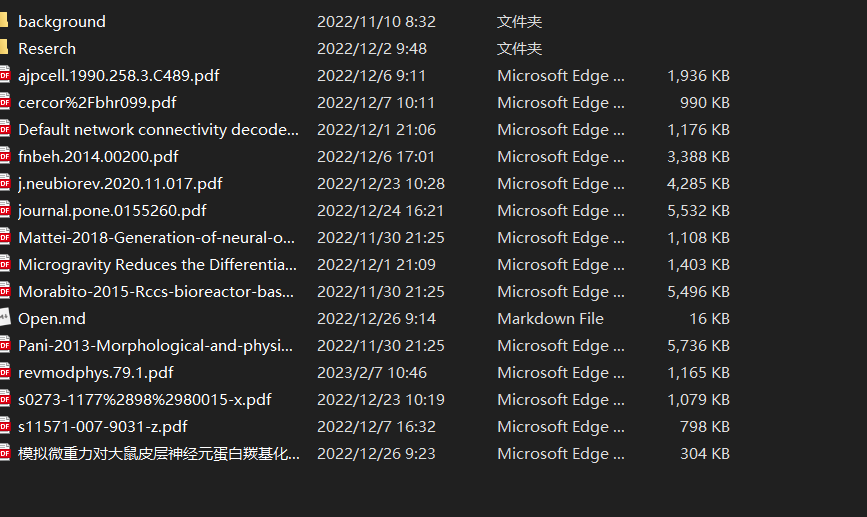 background 2022/11/10 8:32 文件夹
Reserch 2022/12/2 9:48 文件夹
ajpcell.1990.258.3.C489.pdf 2022/12/6 9:11 Microsoft Edge ... 1,936 KB
cercor%2Fbhr099.pdf 2022/12/7 10:11 Microsoft Edge ... 990 KB
Default network connectivity decode... 2022/12/1 21:06 Microsoft Edge ... 1,176 KB
fnbeh.2014.00200.pdf 2022/12/6 17:01 Microsoft Edge ... 3,388 KB
j.neubiorev.2020.11.017.pdf 2022/12/23 10:28 Microsoft Edge ... 4,285 KB
journal.pone.0155260.pdf 2022/12/24 16:21 Microsoft Edge ... 5,532 KB
Mattei-2018-Generation-of-neural-o... 2022/11/30 21:25 Microsoft Edge ... 1,108 KB
Microgravity Reduces the Differentia... 2022/12/1 21:09 Microsoft Edge ... 1,403 KB
Morabito-2015-Rccs-bioreactor-bas... 2022/11/30 21:25 Microsoft Edge ... 5,496 KB
Open.md 2022/12/26 9:14 Markdown File 16 KB
Pani-2013-Morphological-and-physi... 2022/11/30 21:25 Microsoft Edge ... 5,736 KB
revmodphys.79.1.pdf 2023/2/7 10:46 Microsoft Edge ... 1,165 KB
s0273-1177%2898%2980015-x.pdf 2022/12/23 10:19 Microsoft Edge ... 1,079 KB
s11571-007-9031-z.pdf 2022/12/7 16:32 Microsoft Edge ... 798 KB
模拟微重力对大鼠皮层神经元蛋白羰基化... 2022/12/26 9:23 Microsoft Edge ... 304 KB